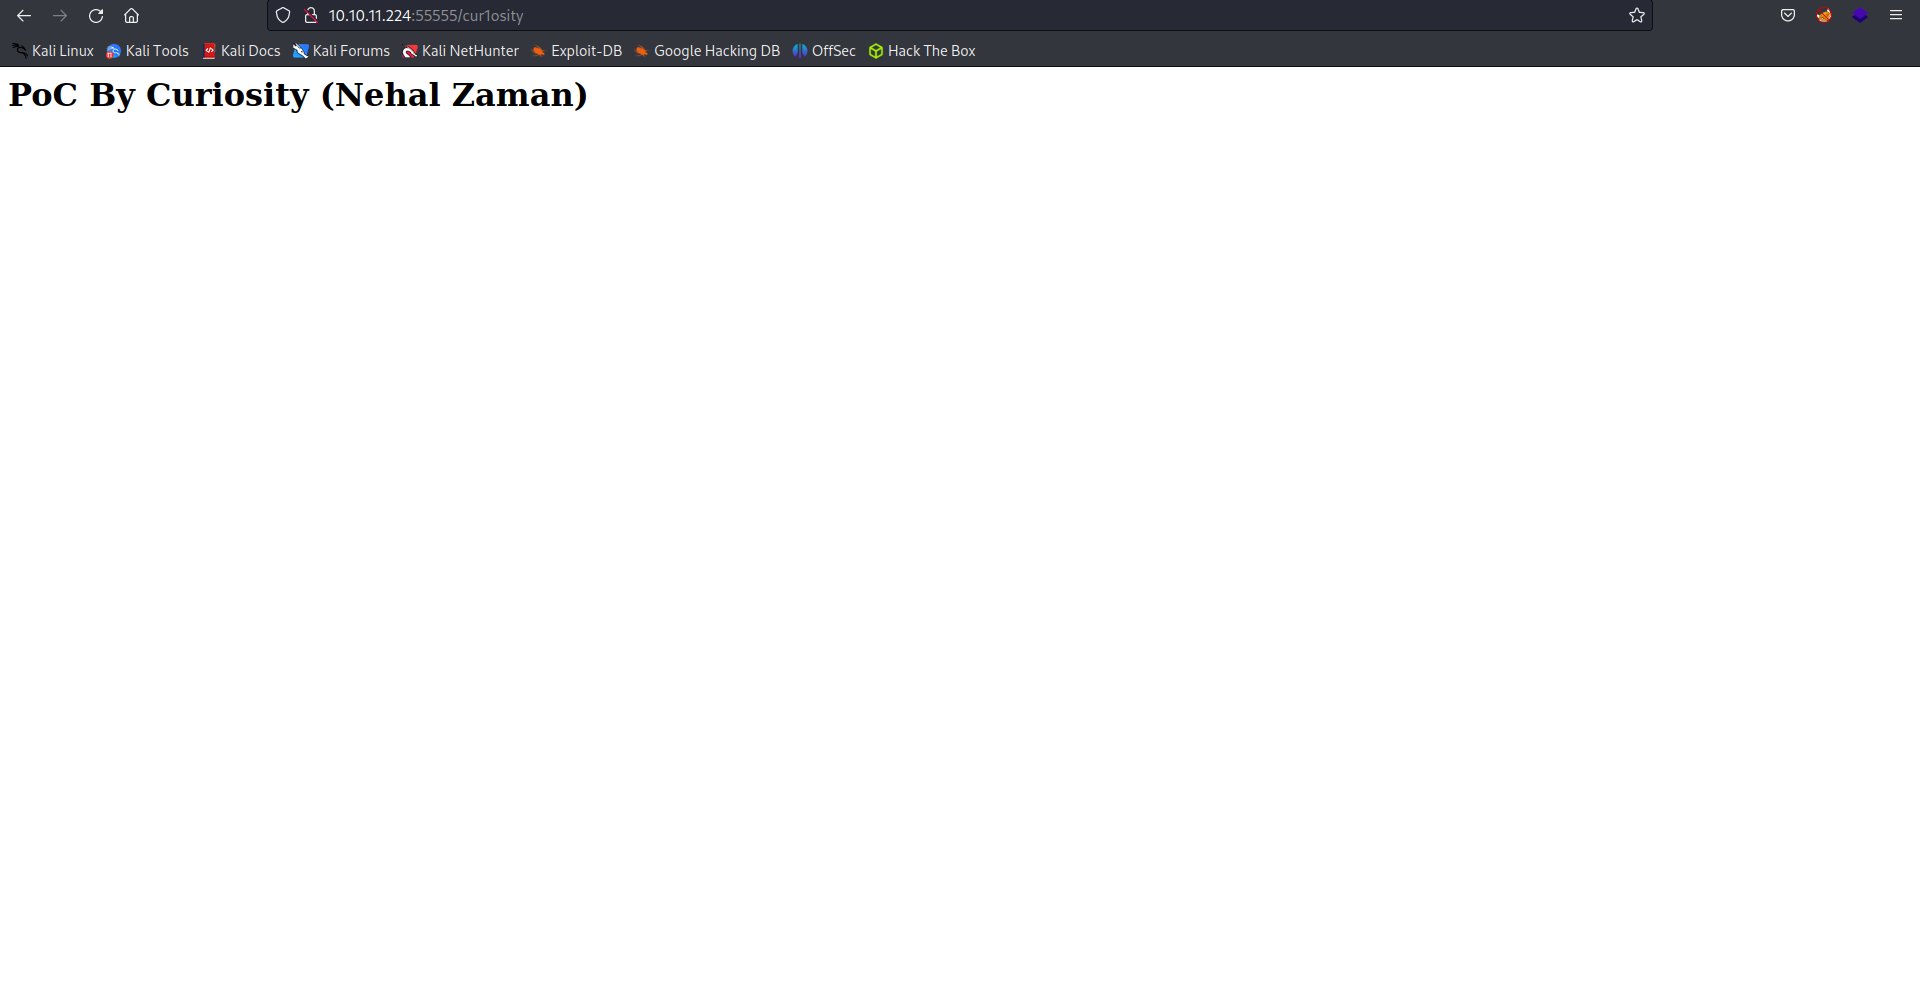 10.10.11.224:55555/cur1osity
Kali Linux Kali Tools Kali Docs Kali Forums Kali NetHunter Exploit-DB Google Hacking DB OffSec Hack The Box
PoC By Curiosity (Nehal Zaman)